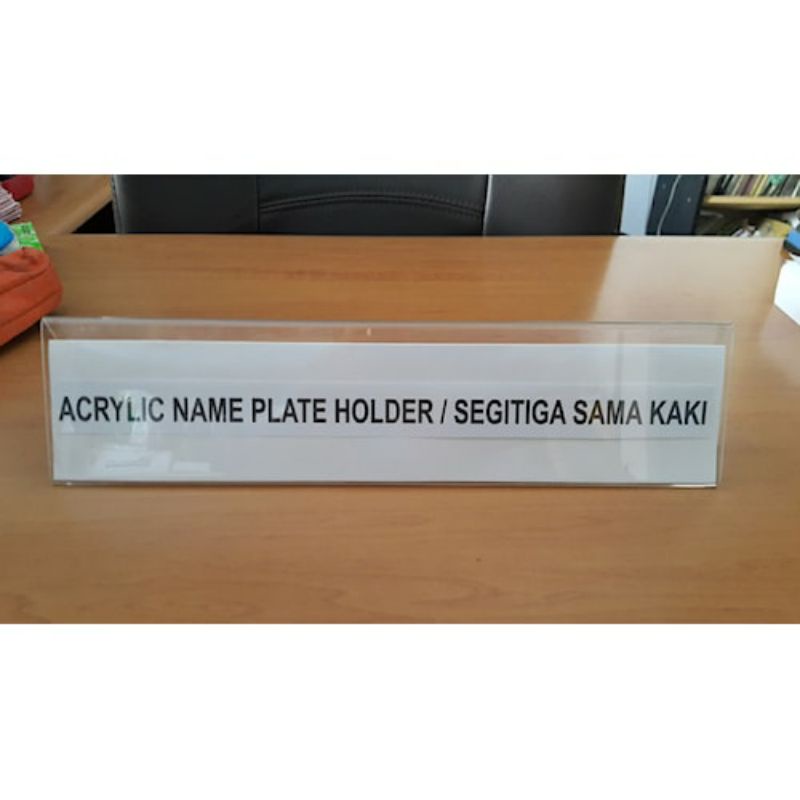 ACRYLIC NAME PLATE HOLDER / SEGITIGA SAMA KAKI